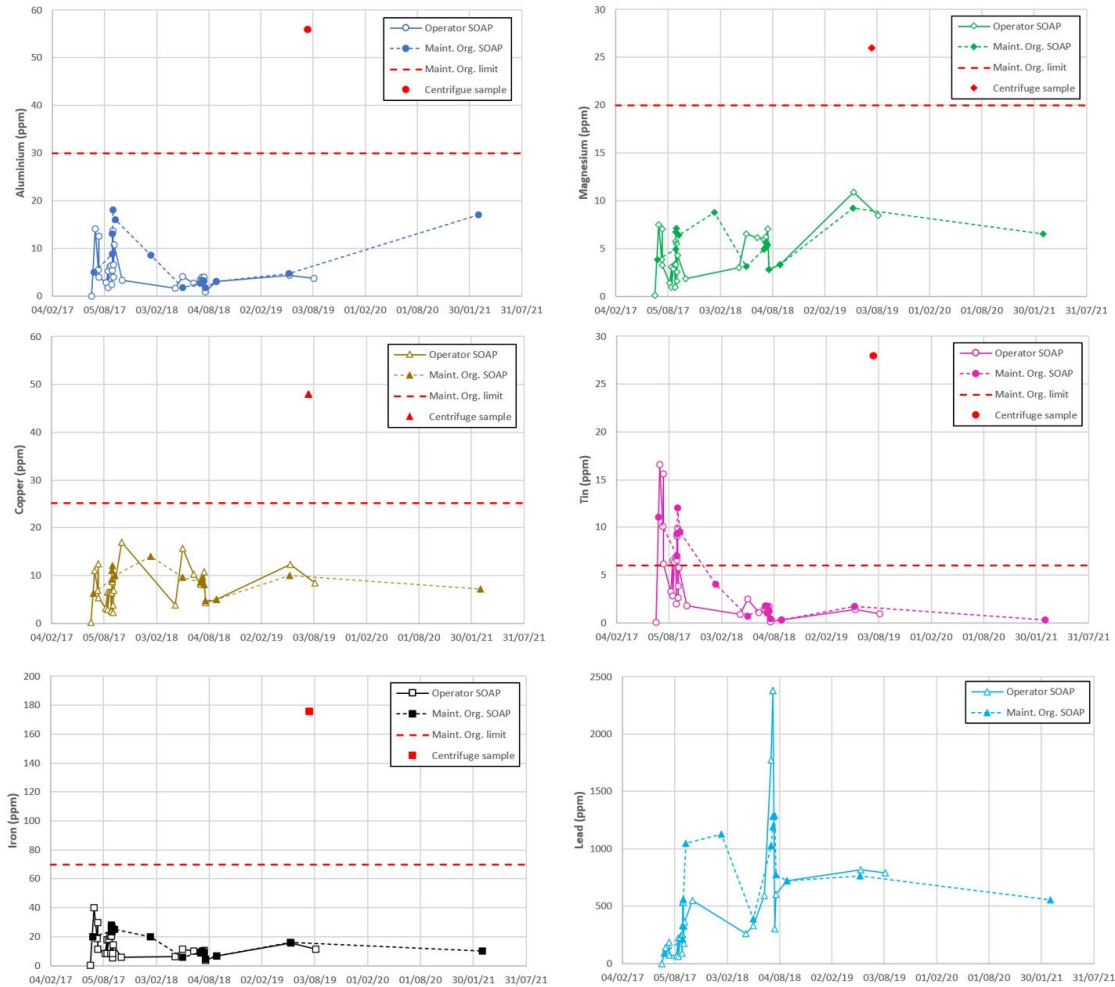 60
50
40
30
20
10
0
Aluminium (ppm)
Operator SOAP
Maint. Org. SOAP
Maint. Org. limit
Centrifgue sample
04/02/17 05/08/17 03/02/18 04/08/18 02/02/19 03/08/19 01/02/20 01/08/20 30/01/21 31/07/21
30
25
20
15
10
5
0
Magnesium (ppm)
Operator SOAP
Maint. Org. SOAP
Maint. Org. limit
Centrifuge sample
04/02/17 05/08/17 03/02/18 04/08/18 02/02/19 03/08/19 01/02/20 01/08/20 30/01/21 31/07/21
60
50
40
30
20
10
0
Copper (ppm)
Operator SOAP
Maint. Org. SOAP
Maint. Org. limit
Centrifuge sample
04/02/17 05/08/17 03/02/18 04/08/18 02/02/19 03/08/19 01/02/20 01/08/20 30/01/21 31/07/21
30
25
20
15
10
5
0
Tin (ppm)
Operator SOAP
Maint. Org. SOAP
Maint. Org. limit
Centrifuge sample
04/02/17 05/08/17 03/02/18 04/08/18 02/02/19 03/08/19 01/02/20 01/08/20 30/01/21 31/07/21
200
180
160
140
120
100
80
60
40
20
0
Iron (ppm)
Operator SOAP
Maint. Org. SOAP
Maint. Org. limit
Centrifuge sample
04/02/17 05/08/17 03/02/18 04/08/18 02/02/19 03/08/19 01/02/20 01/08/20 30/01/21 31/07/21
2500
2000
1500
1000
500
0
Lead (ppm)
Operator SOAP
Maint. Org. SOAP
04/02/17 05/08/17 03/02/18 04/08/18 02/02/19 03/08/19 01/02/20 01/08/20 30/01/21 31/07/21